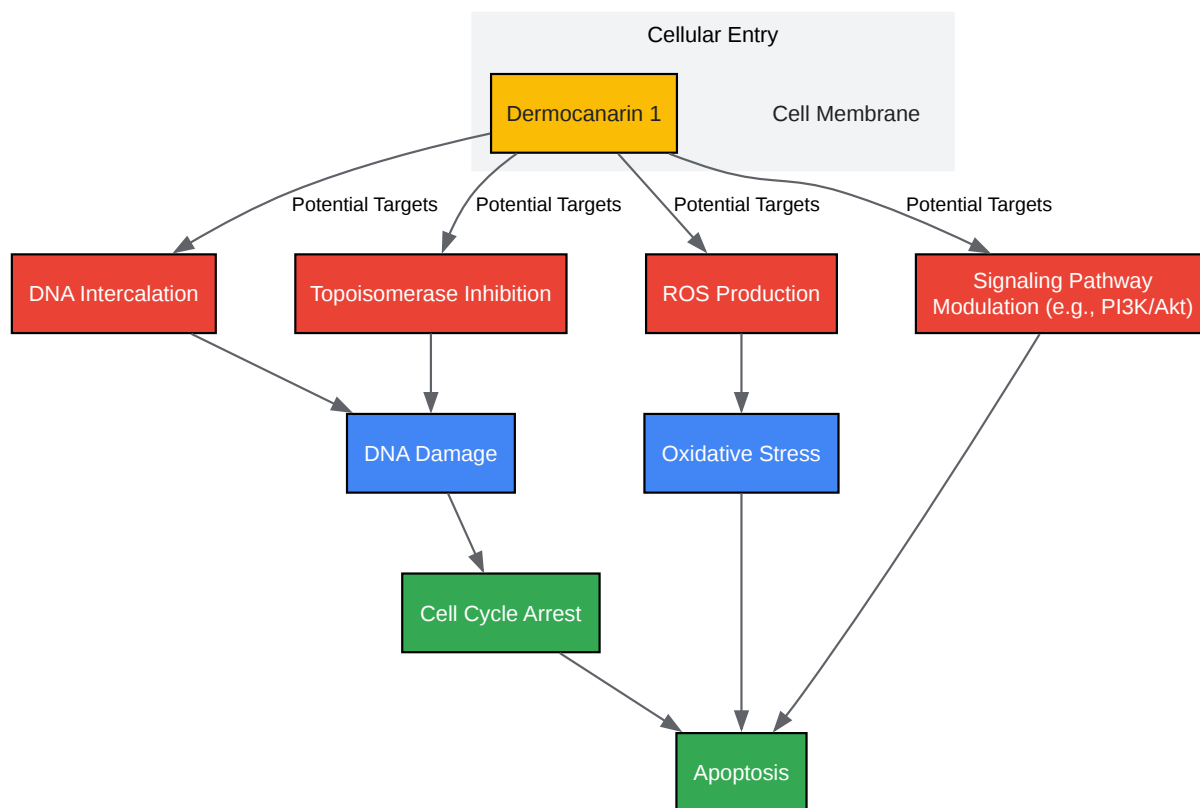 Cellular Entry
Dermocanarin 1
Cell Membrane
Potential Targets
Potential Targets
Potential Targets
Potential Targets
DNA Intercalation
Topoisomerase Inhibition
ROS Production
Signaling Pathway
Modulation (e.g., PI3K/Akt)
DNA Damage
Oxidative Stress
Cell Cycle Arrest
Apoptosis